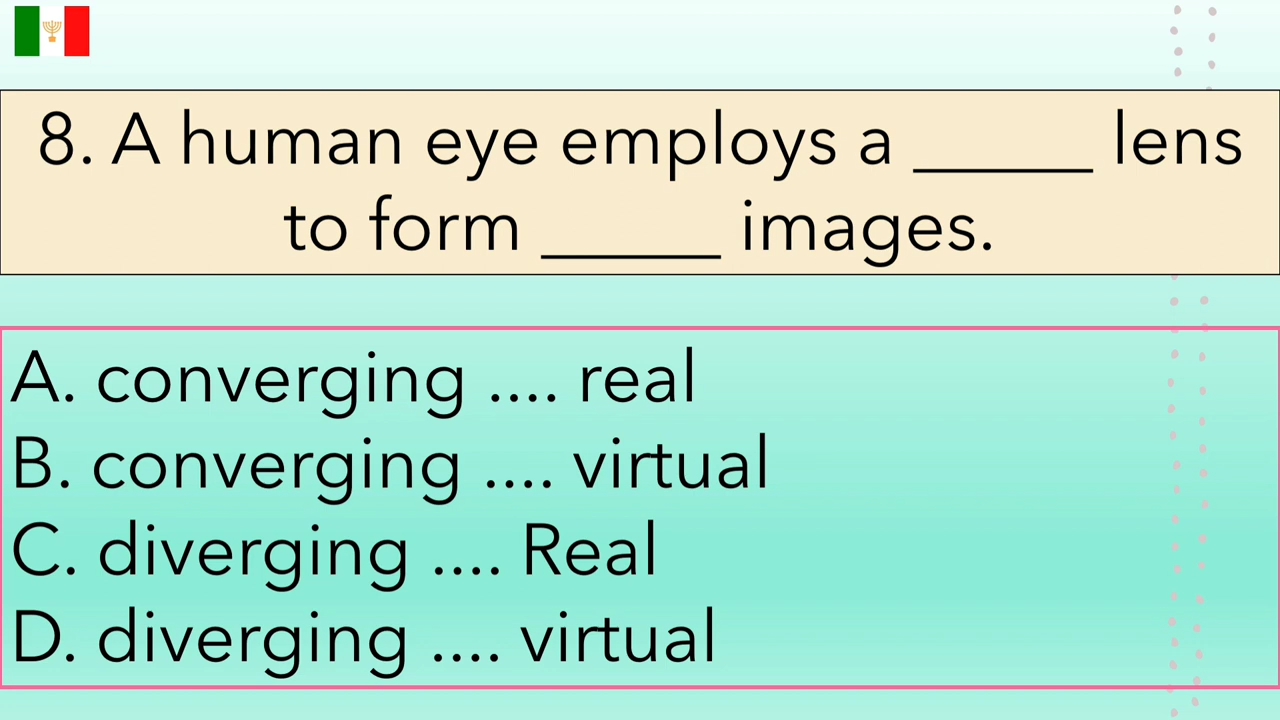 8. A human eye employs a _____ lens
to form _____ images.
A. converging .... real
B. converging .... virtual
C. diverging .... Real
D. diverging .... virtual